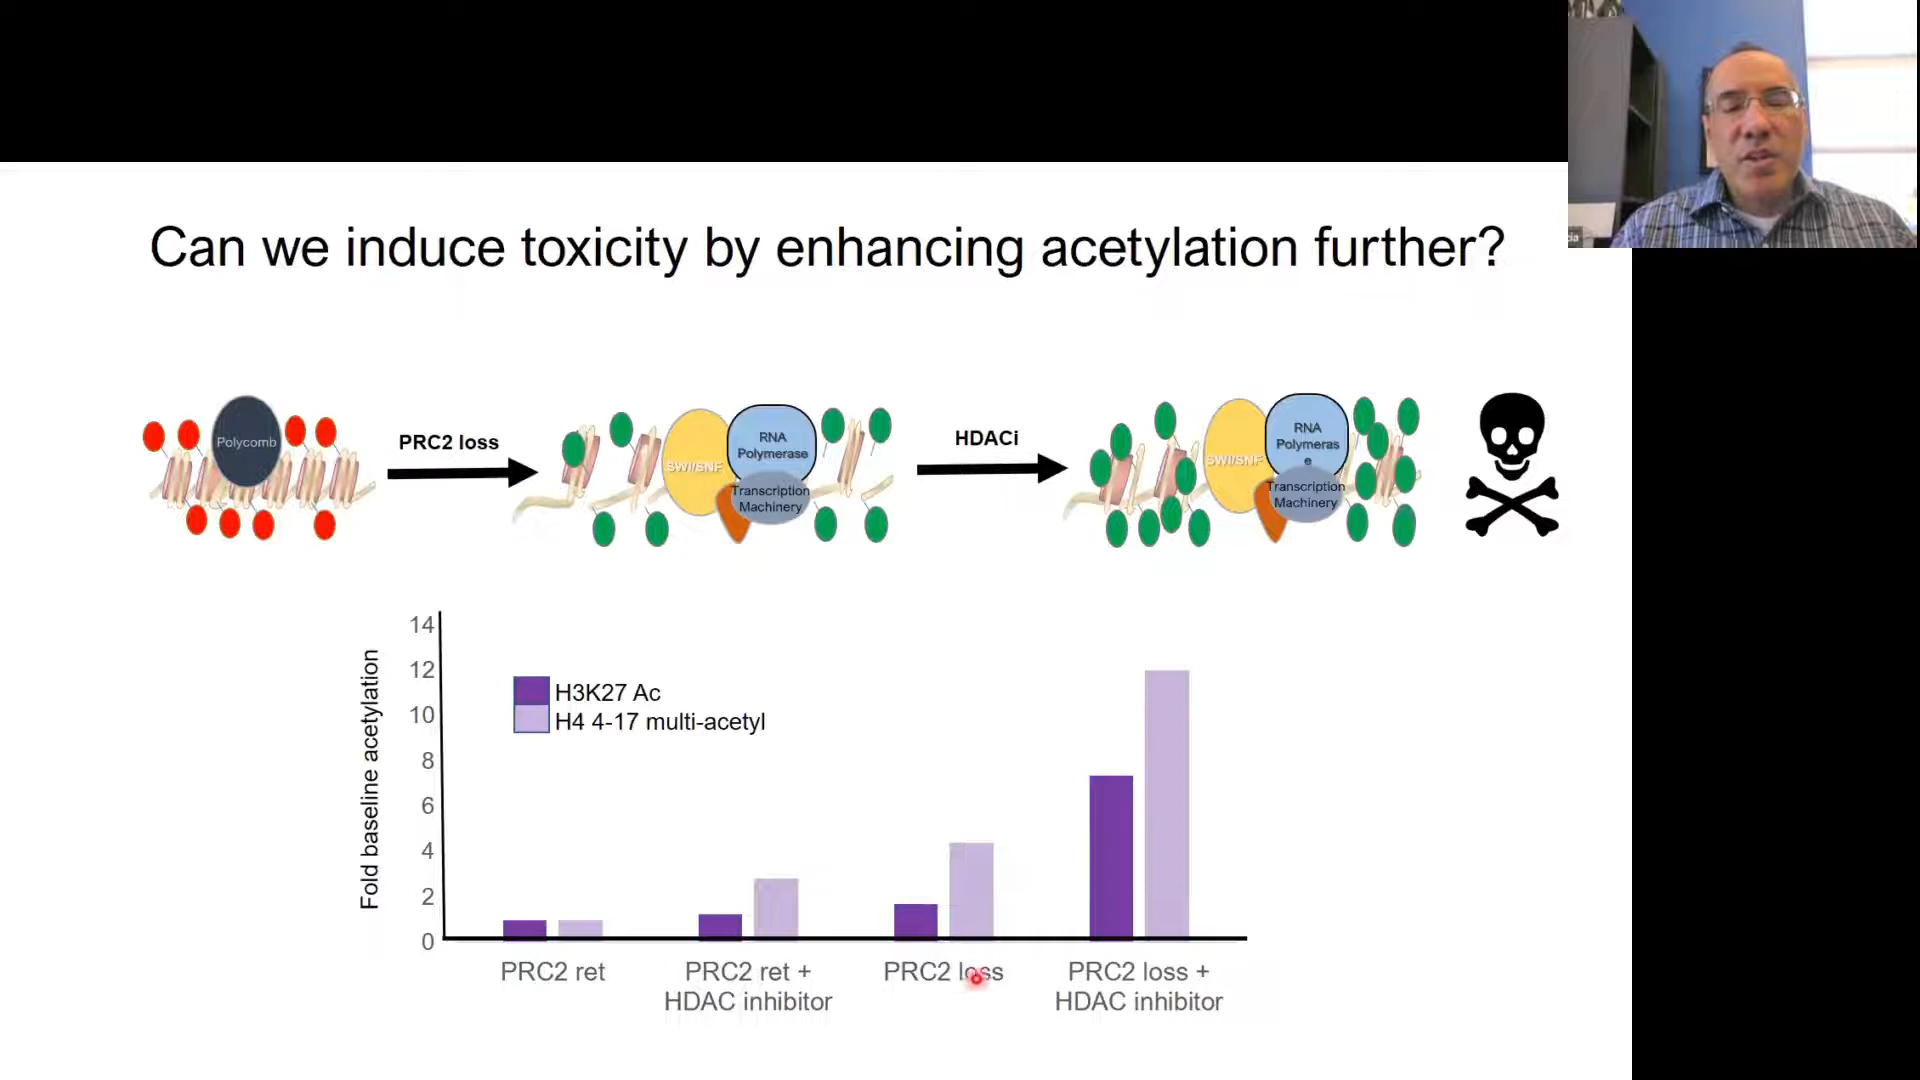 Can we induce toxicity by enhancing acetylation further?
Polycomb
PRC2 loss
SWI/SNF
RNA
Polymerase
Transcription
Machinery
HDACi
SWI/SNF
RNA
Polymeras
e
Transcription
Machinery
Fold baseline acetylation
14
12
10
8
6
4
2
0
H3K27 Ac
H4 4-17 multi-acetyl
PRC2 ret
PRC2 ret +
HDAC inhibitor
PRC2 loss
PRC2 loss +
HDAC inhibitor